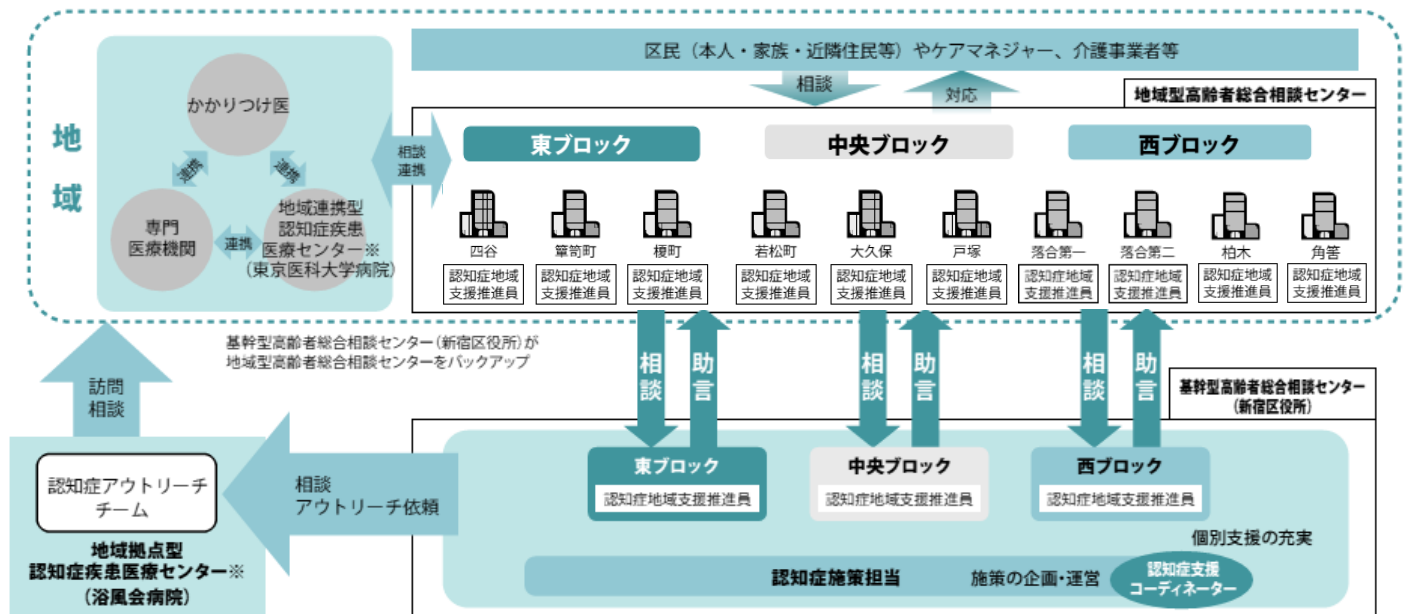 区民（本人・家族・近隣住民等）やケアマネジャー、介護事業者等
相談
対応
地域型高齢者総合相談センター
地域
かかりつけ医
連携
連携
専門
医療機関
連携
地域連携型
認知症疾患
医療センター※
（東京医科大学病院）
相談
連携
東ブロック
中央ブロック
西ブロック
四谷
簞笥町
榎町
若松町
大久保
戸塚
落合第一
落合第二
柏木
角筈
認知症地域
支援推進員
認知症地域
支援推進員
認知症地域
支援推進員
認知症地域
支援推進員
認知症地域
支援推進員
認知症地域
支援推進員
認知症地域
支援推進員
認知症地域
支援推進員
認知症地域
支援推進員
認知症地域
支援推進員
基幹型高齢者総合相談センター（新宿区役所）が
地域型高齢者総合相談センターをバックアップ
相談
助言
相談
助言
相談
助言
基幹型高齢者総合相談センター
（新宿区役所）
訪問
相談
認知症アウトリーチ
チーム
地域拠点型
認知症疾患医療センター※
（浴風会病院）
相談
アウトリーチ依頼
東ブロック
認知症地域支援推進員
中央ブロック
認知症地域支援推進員
西ブロック
認知症地域支援推進員
個別支援の充実
認知症施策担当
施策の企画・運営
認知症支援
コーディネーター